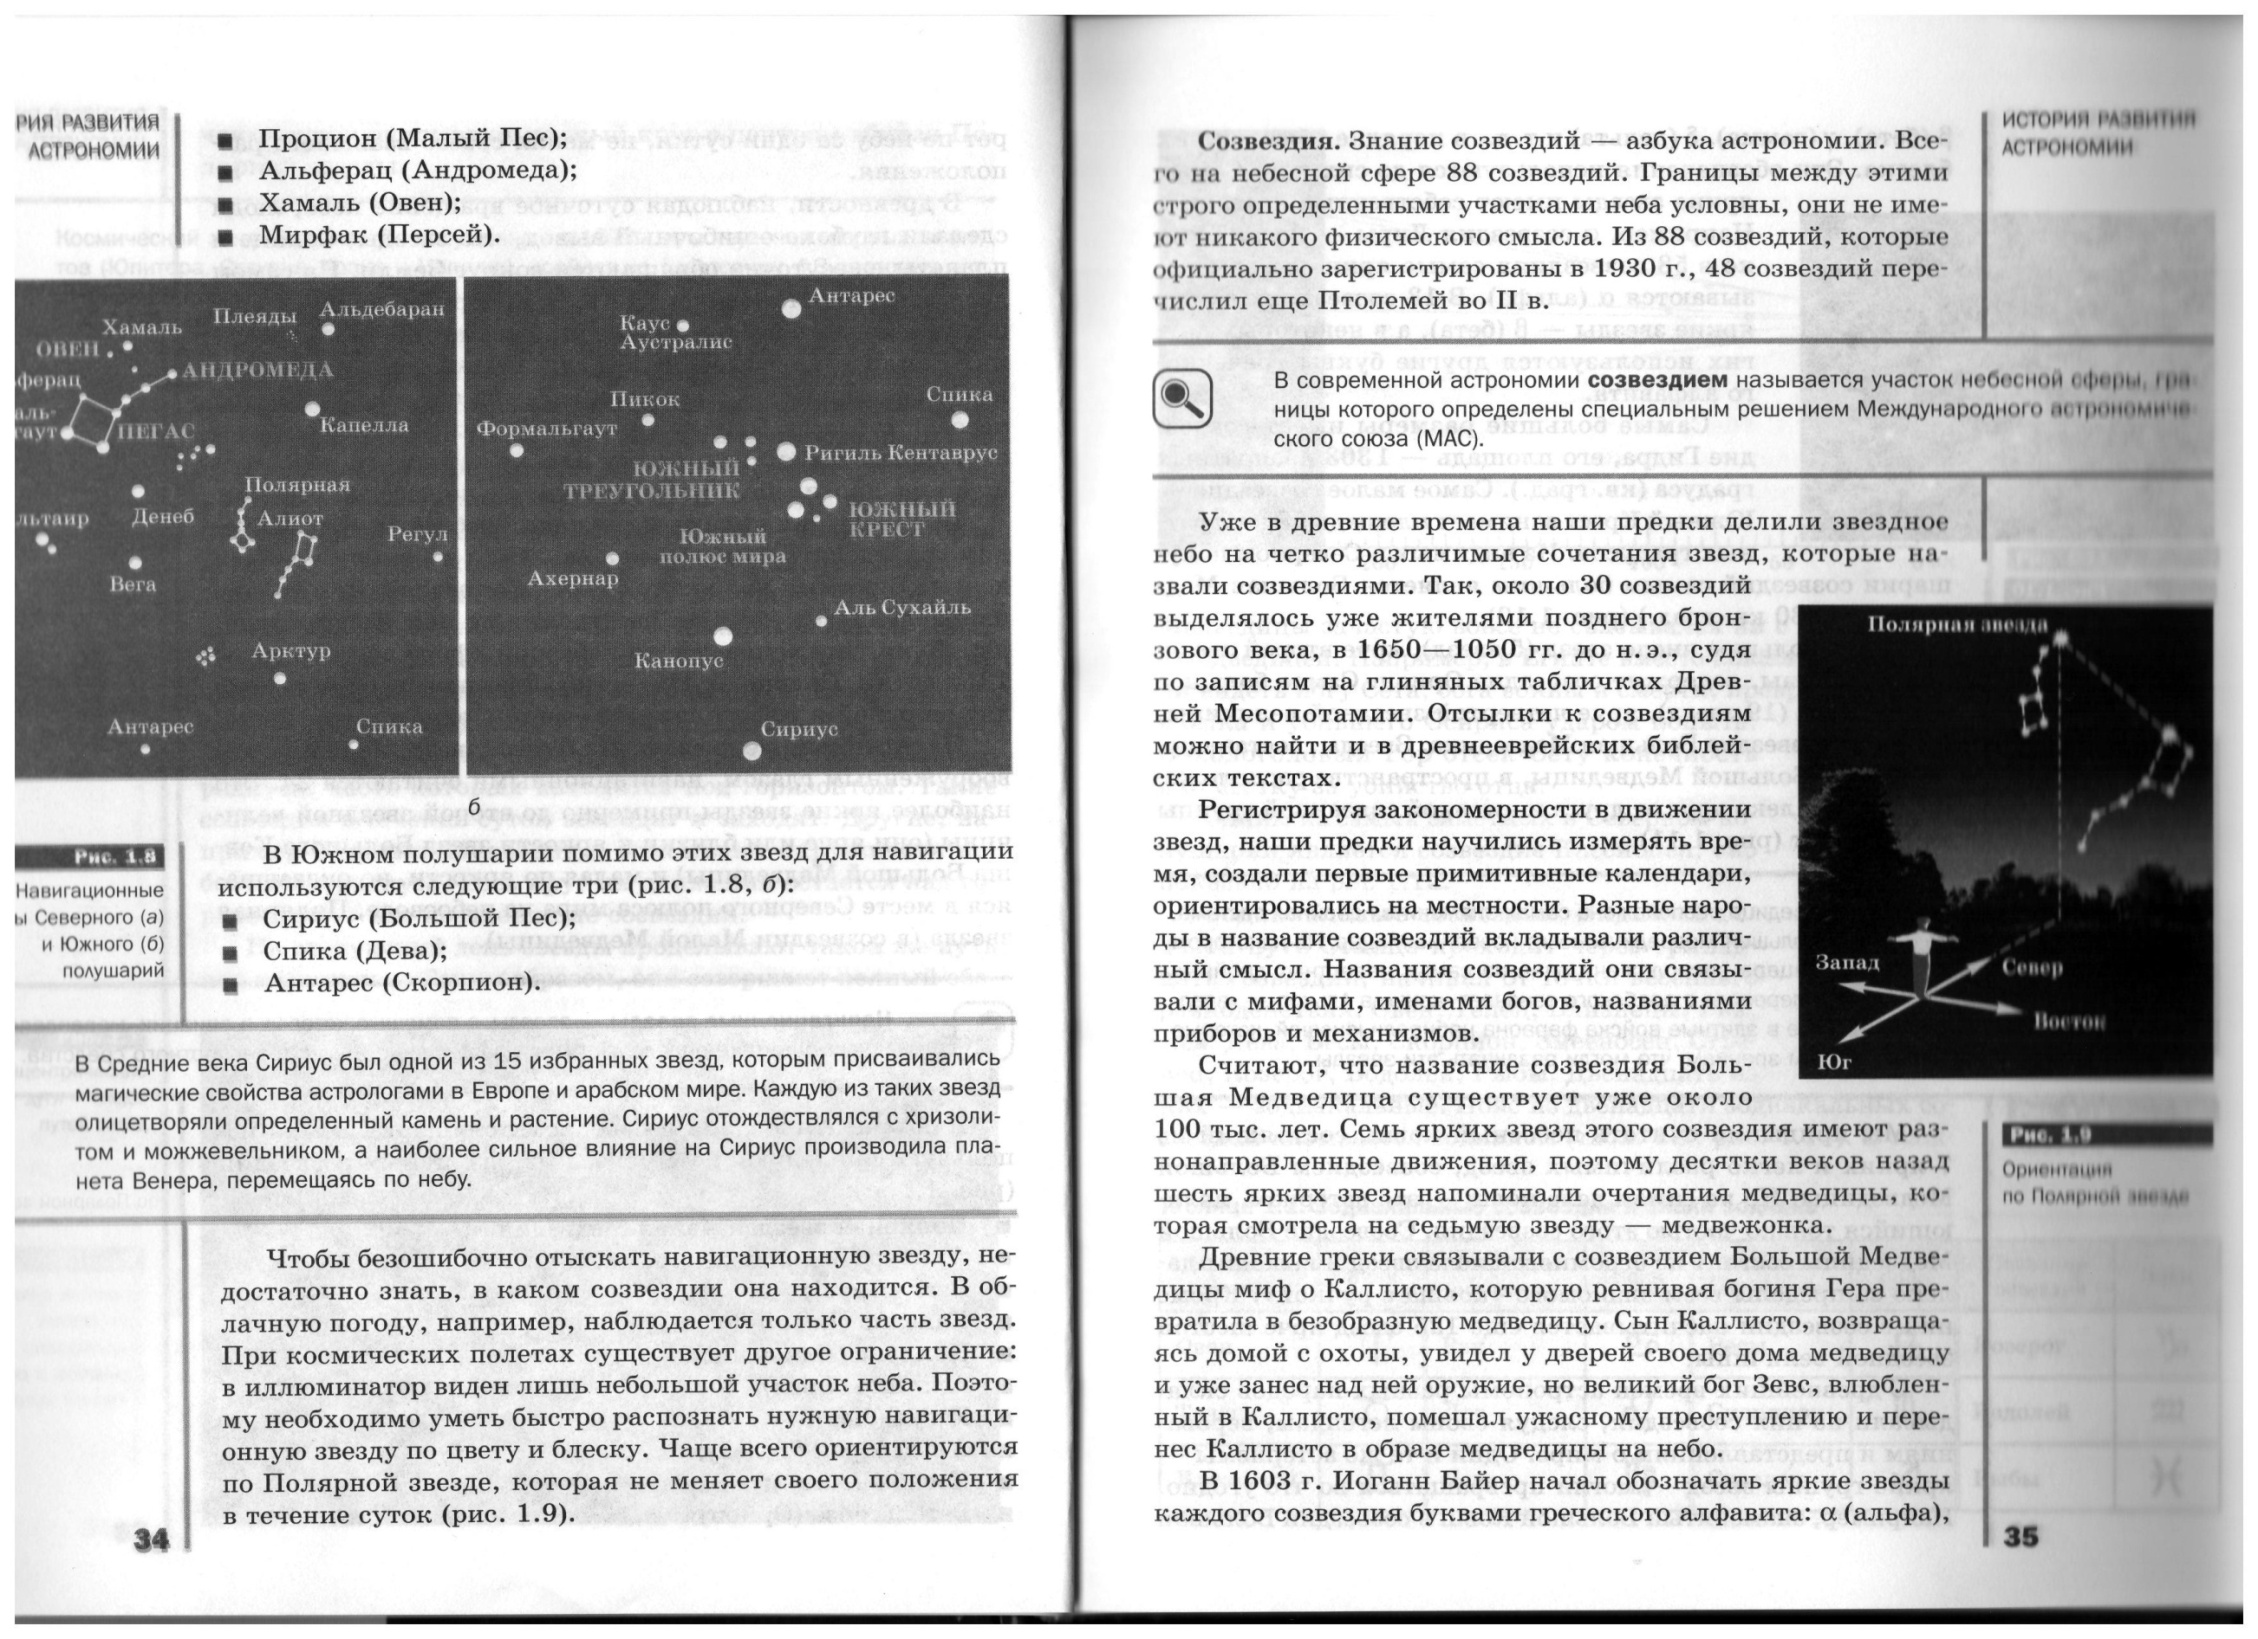 РИЯ РАЗВИТИЯ
АСТРОНОМИИ
Процион (Малый Пес);
Альферац (Андромеда);
Хамаль (Овен);
Мирфак (Персей).
Хамаль
Плеяды
Альдебаран
ОВЕН
ферац
АНДРОМЕДА
аль-
гаут
ПЕГАС
Капелла
Полярная
льтаир
Денеб
Алиот
Регул
Вега
Арктур
Антарес
Спика
Антарес
Каус
Аустралис
Пикок
Спика
Формальгаут
Ригиль Кентаврус
ЮЖНЫЙ
ТРЕУГОЛЬНИК
ЮЖНЫЙ
КРЕСТ
Южный
полюс мира
Ахернар
Аль Сухайль
Канопус
Сириус
б
Рис. 1.8
Навигационные
ы Северного (а)
и Южного (б)
полушарий
В Южном полушарии помимо этих звезд для навигации
используются следующие три (рис. 1.8, б):
Сириус (Большой Пес);
Спика (Дева);
Антарес (Скорпион).
В Средние века Сириус был одной из 15 избранных звезд, которым присваивались
магические свойства астрологами в Европе и арабском мире. Каждую из таких звезд
олицетворяли определенный камень и растение. Сириус отождествлялся с хризоли-
том и можжевельником, а наиболее сильное влияние на Сириус производила пла-
нета Венера, перемещаясь по небу.
Чтобы безошибочно отыскать навигационную звезду, не-
достаточно знать, в каком созвездии она находится. В об-
лачную погоду, например, наблюдается только часть звезд.
При космических полетах существует другое ограничение:
в иллюминатор виден лишь небольшой участок неба. Поэто-
му необходимо уметь быстро распознать нужную навигаци-
онную звезду по цвету и блеску. Чаще всего ориентируются
по Полярной звезде, которая не меняет своего положения
в течение суток (рис. 1.9).
34
ИСТОРИЯ РАЗВИТИЯ
АСТРОНОМИИ
Созвездия. Знание созвездий — азбука астрономии. Все-
го на небесной сфере 88 созвездий. Границы между этими
строго определенными участками неба условны, они не име-
ют никакого физического смысла. Из 88 созвездий, которые
официально зарегистрированы в 1930 г., 48 созвездий пере-
числил еще Птолемей во II в.
В современной астрономии созвездием называется участок небесной сферы, гра-
ницы которого определены специальным решением Международного астрономиче-
ского союза (МАС).
Уже в древние времена наши предки делили звездное
небо на четко различимые сочетания звезд, которые на-
звали созвездиями. Так, около 30 созвездий
выделялось уже жителями позднего брон-
зового века, в 1650—1050 гг. до н.э., судя
по записям на глиняных табличках Древ-
ней Месопотамии. Отсылки к созвездиям
можно найти и в древнееврейских библей-
ских текстах.
Регистрируя закономерности в движении
звезд, наши предки научились измерять вре-
мя, создали первые примитивные календари,
ориентировались на местности. Разные наро-
ды в название созвездий вкладывали различ-
ный смысл. Названия созвездий они связы-
вали с мифами, именами богов, названиями
приборов и механизмов.
Считают, что название созвездия Боль-
шая Медведица существует уже около
100 тыс. лет. Семь ярких звезд этого созвездия имеют раз-
нонаправленные движения, поэтому десятки веков назад
шесть ярких звезд напоминали очертания медведицы, ко-
торая смотрела на седьмую звезду — медвежонка.
Древние греки связывали с созвездием Большой Медве-
дицы миф о Каллисто, которую ревнивая богиня Гера пре-
вратила в безобразную медведицу. Сын Каллисто, возвраща-
ясь домой с охоты, увидел у дверей своего дома медведицу
и уже занес над ней оружие, но великий бог Зевс, влюблен-
ный в Каллисто, помешал ужасному преступлению и пере-
нес Каллисто в образе медведицы на небо.
В 1603 г. Иоганн Байер начал обозначать яркие звезды
каждого созвездия буквами греческого алфавита: α (альфа),
Полярная звезда
Запад
Север
Восток
Юг
Рис. 1.9
Ориентация
по Полярной звезде
35